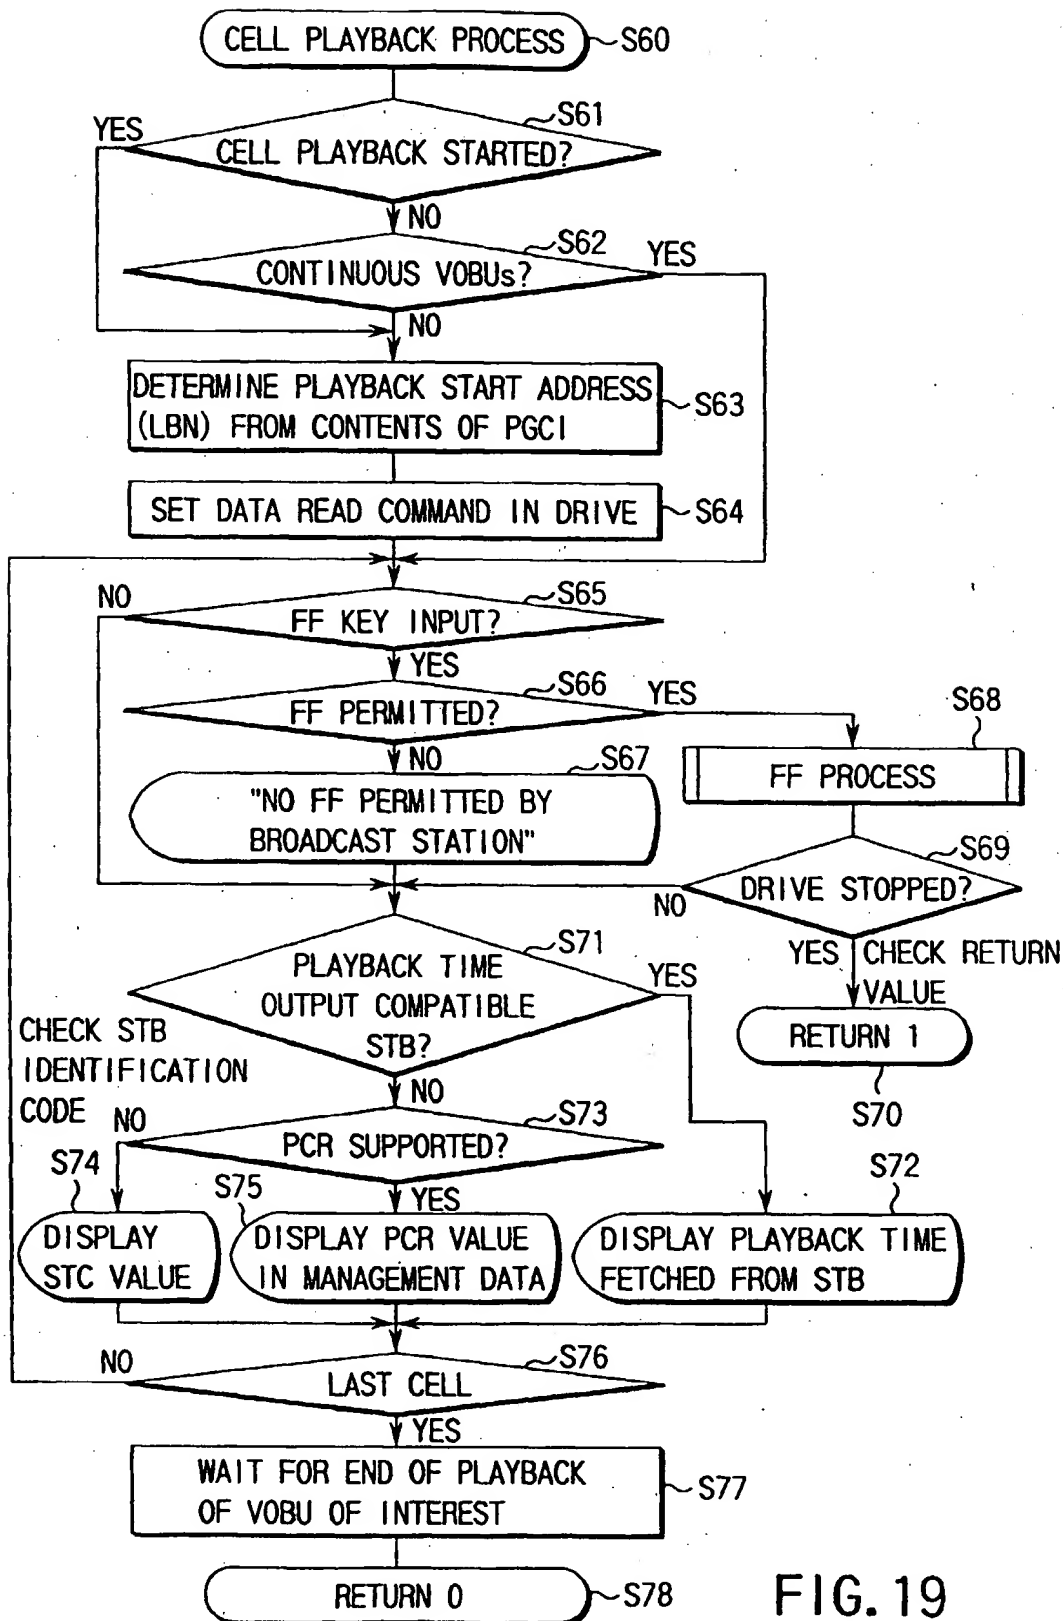 CELL PLAYBACK PROCESS
S60
S61
YES
CELL PLAYBACK STARTED?
NO
S62
YES
CONTINUOUS VOBUs?
NO
DETERMINE PLAYBACK START ADDRESS
(LBN) FROM CONTENTS OF PGCI
S63
SET DATA READ COMMAND IN DRIVE
S64
NO
S65
FF KEY INPUT?
YES
S66
YES
FF PERMITTED?
S68
NO
S67
FF PROCESS
"NO FF PERMITTED BY
BROADCAST STATION"
S69
DRIVE STOPPED?
NO
S71
YES
CHECK RETURN
VALUE
PLAYBACK TIME
OUTPUT COMPATIBLE
STB?
YES
RETURN 1
S70
CHECK STB
IDENTIFICATION
CODE
NO
NO
S73
PCR SUPPORTED?
S74
S75
YES
S72
DISPLAY
STC VALUE
DISPLAY PCR VALUE
IN MANAGEMENT DATA
DISPLAY PLAYBACK TIME
FETCHED FROM STB
NO
S76
LAST CELL
YES
WAIT FOR END OF PLAYBACK
OF VOBU OF INTEREST
S77
RETURN 0
S78
FIG. 19